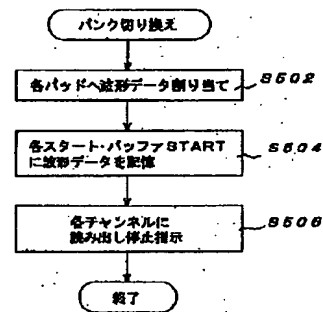 バンク切り換え
各パッドへ波形データ割り当て
S502
各スタート・バッファSTART
に波形データを記憶
S504
各チャンネルに
読み出し停止指示
S506
終了